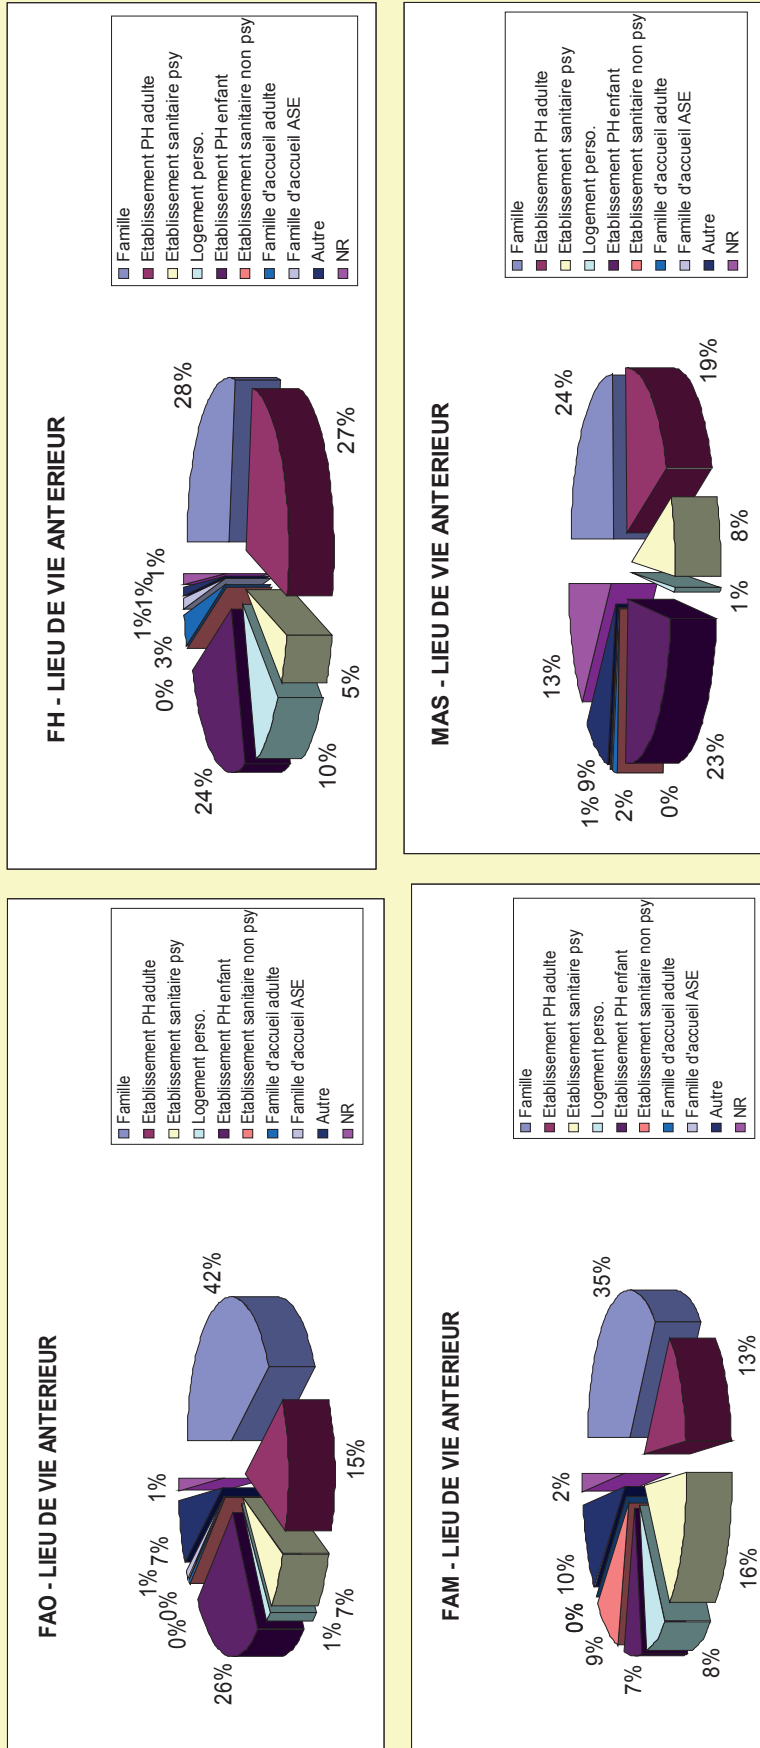 FAO - LIEU DE VIE ANTERIEUR
42%
15%
7%
1%
26%
0%
0%
1%
7%
1%
Famille
Etablissement PH adulte
Etablissement sanitaire psy
Logement perso.
Etablissement PH enfant
Etablissement sanitaire non psy
Famille d'accueil adulte
Famille d'accueil ASE
Autre
NR
FH - LIEU DE VIE ANTERIEUR
28%
27%
5%
10%
24%
0%
3%
1%
1%
1%
Famille
Etablissement PH adulte
Etablissement sanitaire psy
Logement perso.
Etablissement PH enfant
Etablissement sanitaire non psy
Famille d'accueil adulte
Famille d'accueil ASE
Autre
NR
FAM - LIEU DE VIE ANTERIEUR
35%
13%
16%
8%
7%
9%
0%
10%
2%
Famille
Etablissement PH adulte
Etablissement sanitaire psy
Logement perso.
Etablissement PH enfant
Etablissement sanitaire non psy
Famille d'accueil adulte
Famille d'accueil ASE
Autre
NR
MAS - LIEU DE VIE ANTERIEUR
24%
19%
8%
1%
23%
0%
2%
1%
9%
13%
Famille
Etablissement PH adulte
Etablissement sanitaire psy
Logement perso.
Etablissement PH enfant
Etablissement sanitaire non psy
Famille d'accueil adulte
Famille d'accueil ASE
Autre
NR